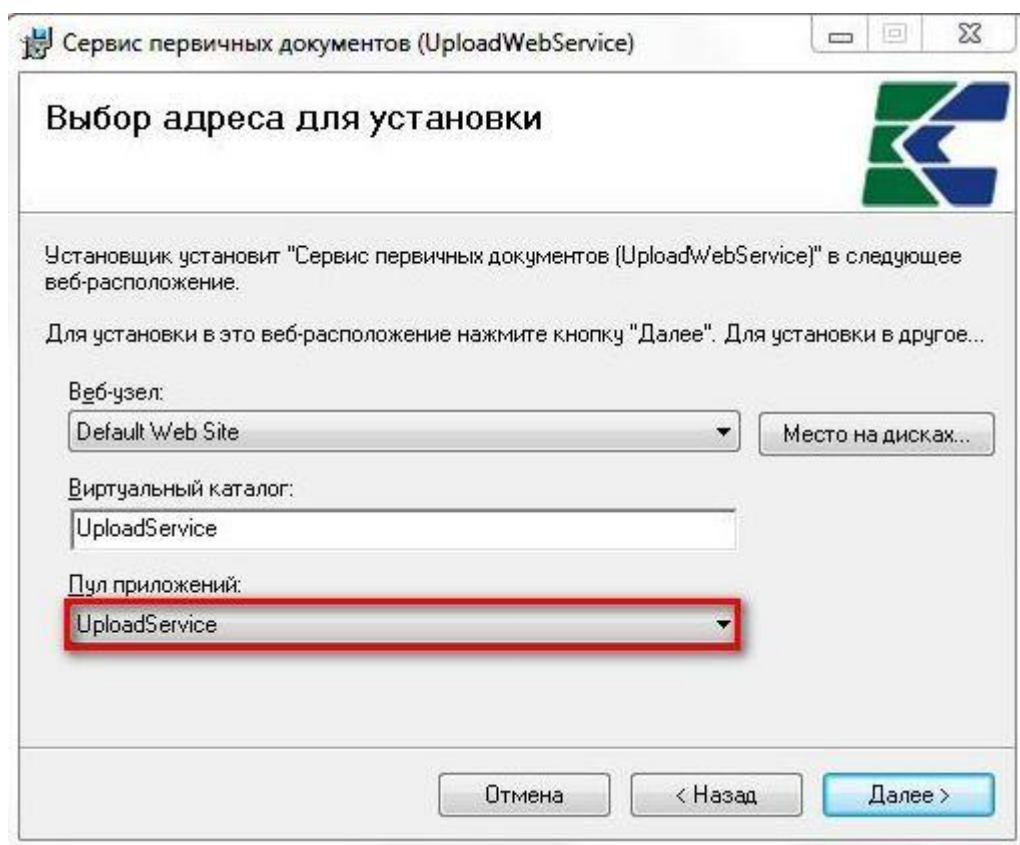 Сервис первичных документов (UploadWebService)
Выбор адреса для установки
Установщик установит "Сервис первичных документов (UploadWebService)" в следующее
веб-расположение.
Для установки в это веб-расположение нажмите кнопку "Далее". Для установки в другое...
Веб-узел:
Default Web Site
Место на дисках...
Виртуальный каталог:
UploadService
Пул приложений:
UploadService
Отмена
< Назад
Далее >